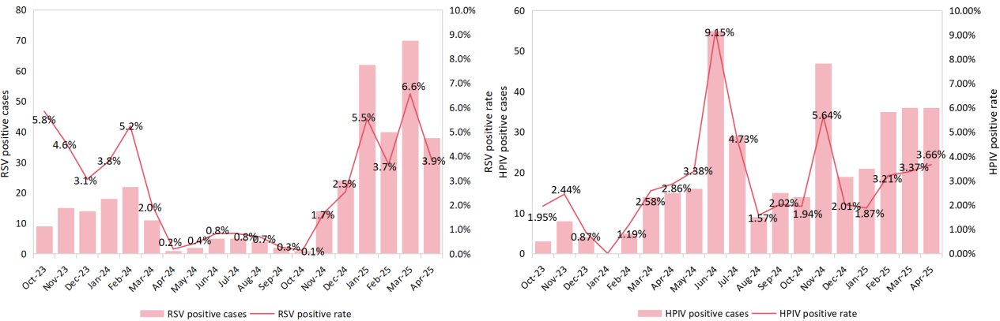 80
70
60
50
40
30
20
10
0
RSV positive cases
10.0%
9.0%
8.0%
7.0%
6.0%
5.0%
4.0%
3.0%
2.0%
1.0%
0.0%
RSV positive rate
5.8%
4.6%
3.1%
3.8%
5.2%
2.0%
0.2%
0.4%
0.8%
0.8%
0.7%
0.3%
0.1%
1.7%
2.5%
5.5%
3.7%
6.6%
3.9%
Oct-23
Nov-23
Dec-23
Jan-24
Feb-24
Mar-24
Apr-24
May-24
Jun-24
Jul-24
Aug-24
Sep-24
Oct-24
Nov-24
Dec-24
Jan-25
Feb-25
Mar-25
Apr-25
RSV positive cases
RSV positive rate
60
50
40
30
20
10
0
HPIV positive cases
10.00%
9.00%
8.00%
7.00%
6.00%
5.00%
4.00%
3.00%
2.00%
1.00%
0.00%
HPIV positive rate
1.95%
2.44%
0.87%
1.19%
2.58%
2.86%
3.38%
9.15%
4.73%
1.57%
2.02%
1.94%
5.64%
2.01%
1.87%
3.21%
3.37%
3.66%
Oct-23
Nov-23
Dec-23
Jan-24
Feb-24
Mar-24
Apr-24
May-24
Jun-24
Jul-24
Aug-24
Sep-24
Oct-24
Nov-24
Dec-24
Jan-25
Feb-25
Mar-25
Apr-25
HPIV positive cases
HPIV positive rate